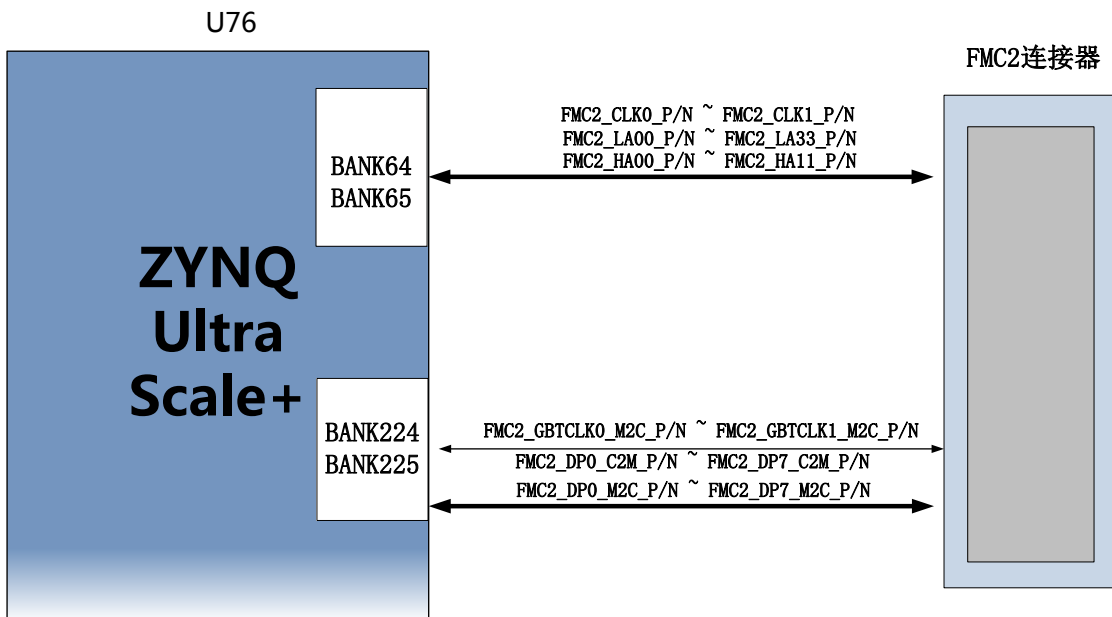 U76
FMC2连接器
FMC2_CLK0_P/N ~ FMC2_CLK1_P/N
FMC2_LA00_P/N ~ FMC2_LA33_P/N
FMC2_HA00_P/N ~ FMC2_HA11_P/N
BANK64
BANK65
ZYNQ
Ultra
Scale+
BANK224
BANK225
FMC2_GBTCLK0_M2C_P/N ~ FMC2_GBTCLK1_M2C_P/N
FMC2_DP0_C2M_P/N ~ FMC2_DP7_C2M_P/N
FMC2_DP0_M2C_P/N ~ FMC2_DP7_M2C_P/N